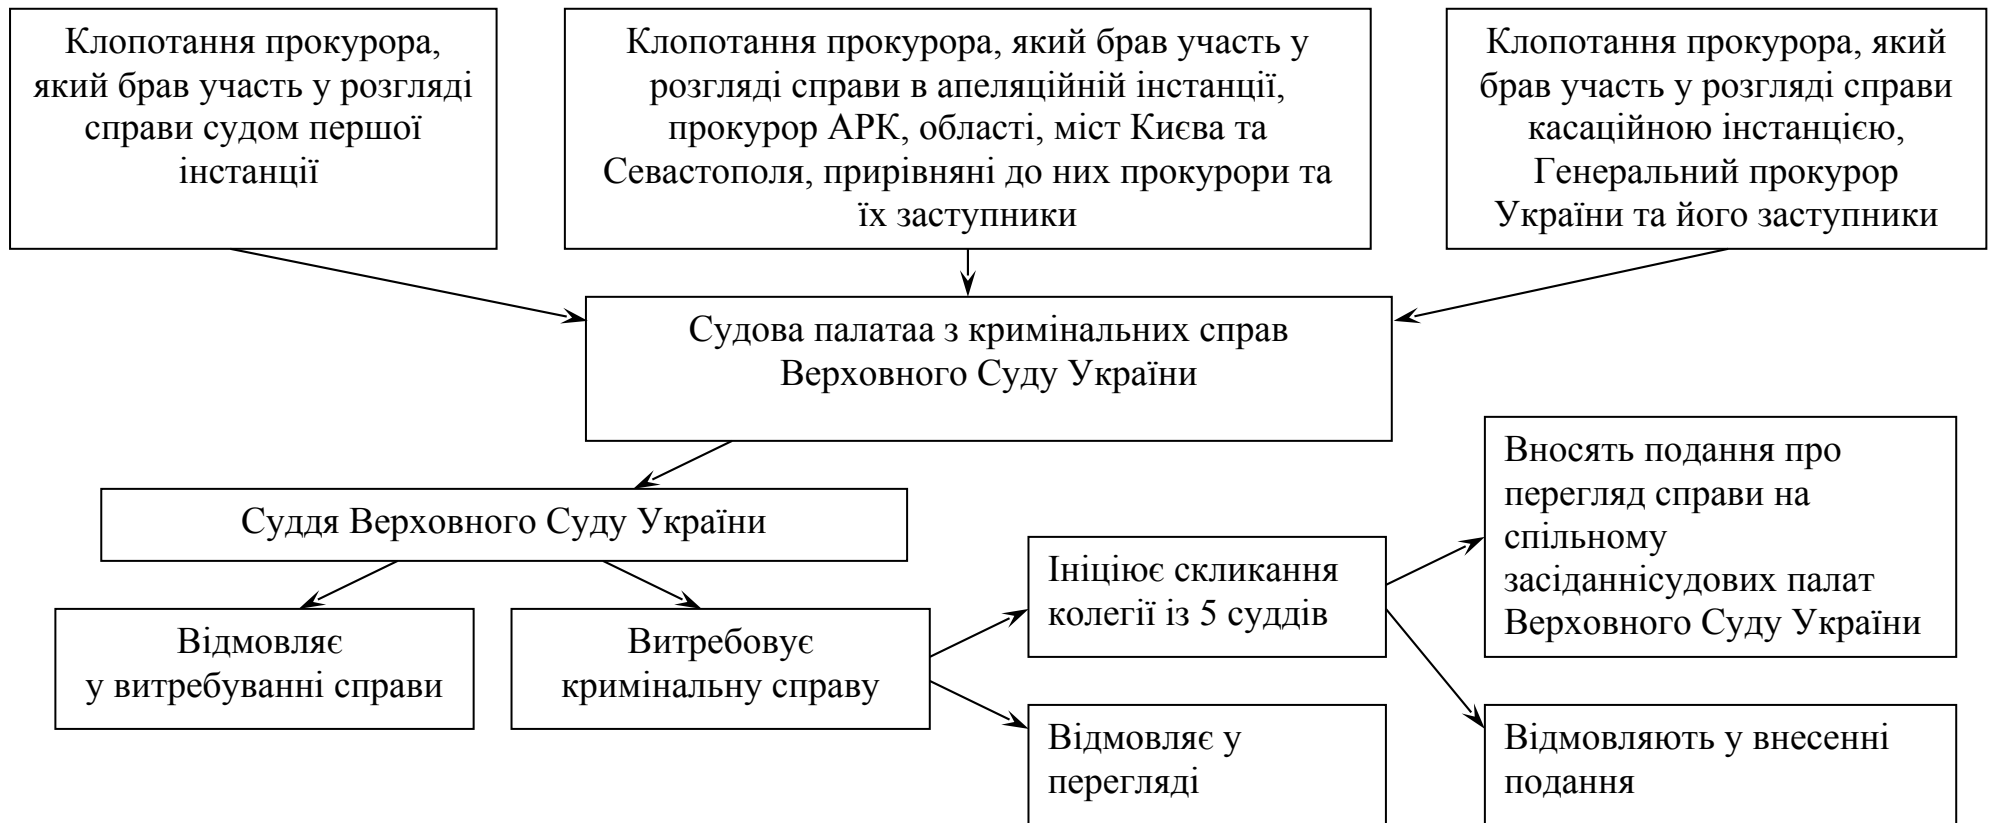 Клопотання прокурора,
який брав участь у розгляді
справи судом першої
інстанції
Клопотання прокурора, який брав участь у
розгляді справи в апеляційній інстанції,
прокурор АРК, області, міст Києва та
Севастополя, прирівняні до них прокурори та
їх заступники
Клопотання прокурора, який
брав участь у розгляді справи
касаційною інстанцією,
Генеральний прокурор
України та його заступники
Судова палатаа з кримінальних справ
Верховного Суду України
Суддя Верховного Суду України
Відмовляє
у витребуванні справи
Витребовує
кримінальну справу
Ініціює скликання
колегії із 5 суддів
Відмовляє у
перегляді
Вносять подання про
перегляд справи на
спільному
засіданнісудових палат
Верховного Суду України
Відмовляють у внесенні
подання